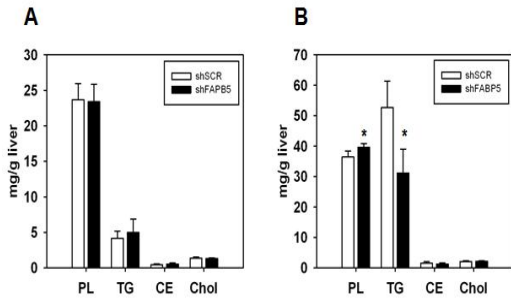 A
B
30
25
20
15
10
5
0
mg/g liver
shSCR
shFAPB5
PL TG CE Chol
70
60
50
40
30
20
10
0
mg/g liver
shSCR
shFABP5
* *
PL TG CE Chol